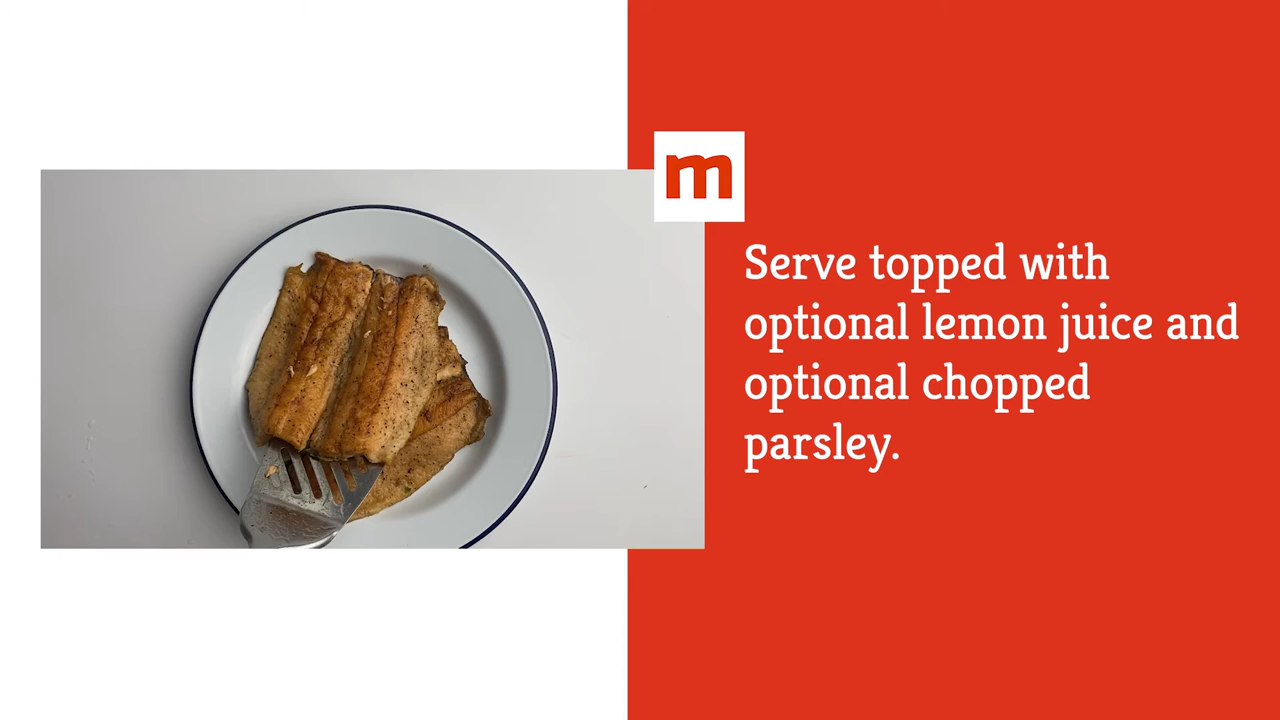 m
Serve topped with
optional lemon juice and
optional chopped
parsley.